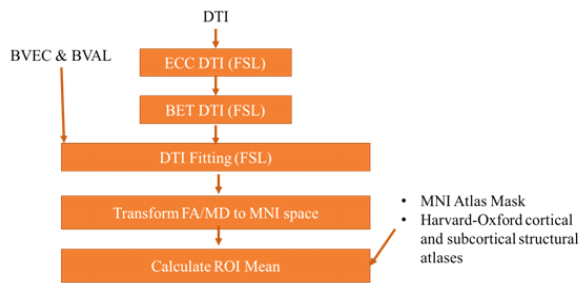 DTI
BVEC & BVAL
ECC DTI (FSL)
BET DTI (FSL)
DTI Fitting (FSL)
Transform FA/MD to MNI space
• MNI Atlas Mask
• Harvard-Oxford cortical
and subcortical structural
atlases
Calculate ROI Mean